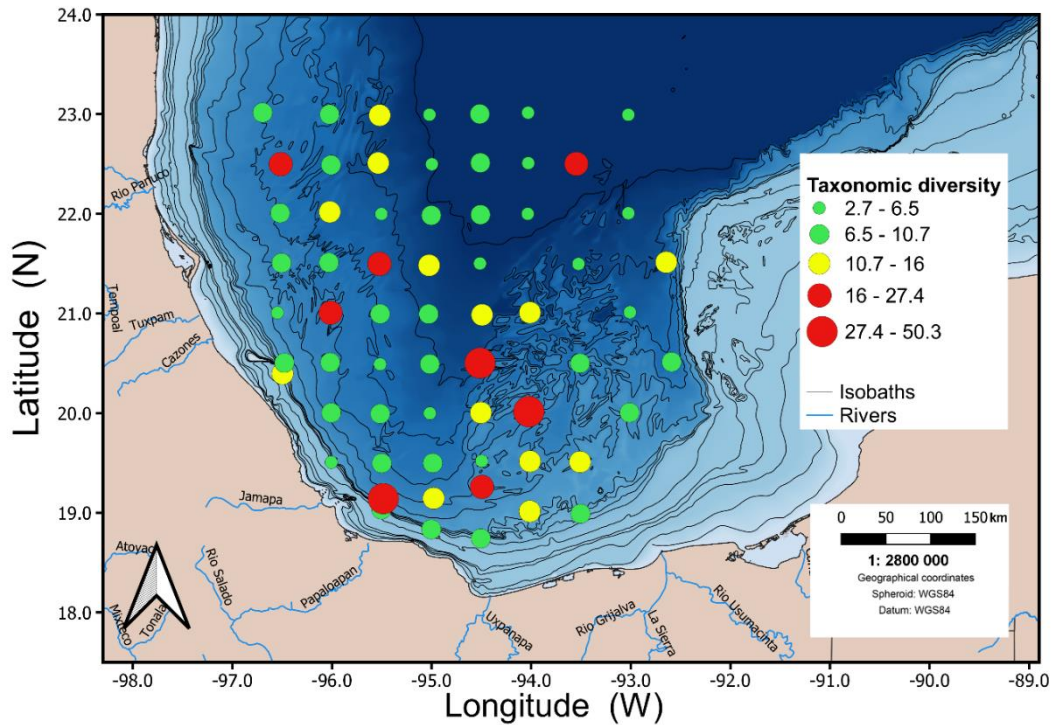 24.0
23.0
22.0
21.0
20.0
19.0
18.0
Latitude (N)
-98.0 -97.0 -96.0 -95.0 -94.0 -93.0 -92.0 -91.0 -90.0 -89.0
Longitude (W)
Rio Panuco
Tempoal
Tuxpam
Cazones
Jamapa
Atoyac
Rio Salado
Papaloapan
Mixteco
Tonala
Uxpanapa
Rio Grijalva
La Sierra
Rio Usumacinta
Taxonomic diversity
2.7 - 6.5
6.5 - 10.7
10.7 - 16
16 - 27.4
27.4 - 50.3
Isobaths
Rivers
0 50 100 150 km
1: 2800 000
Geographical coordinates
Spheroid: WGS84
Datum: WGS84